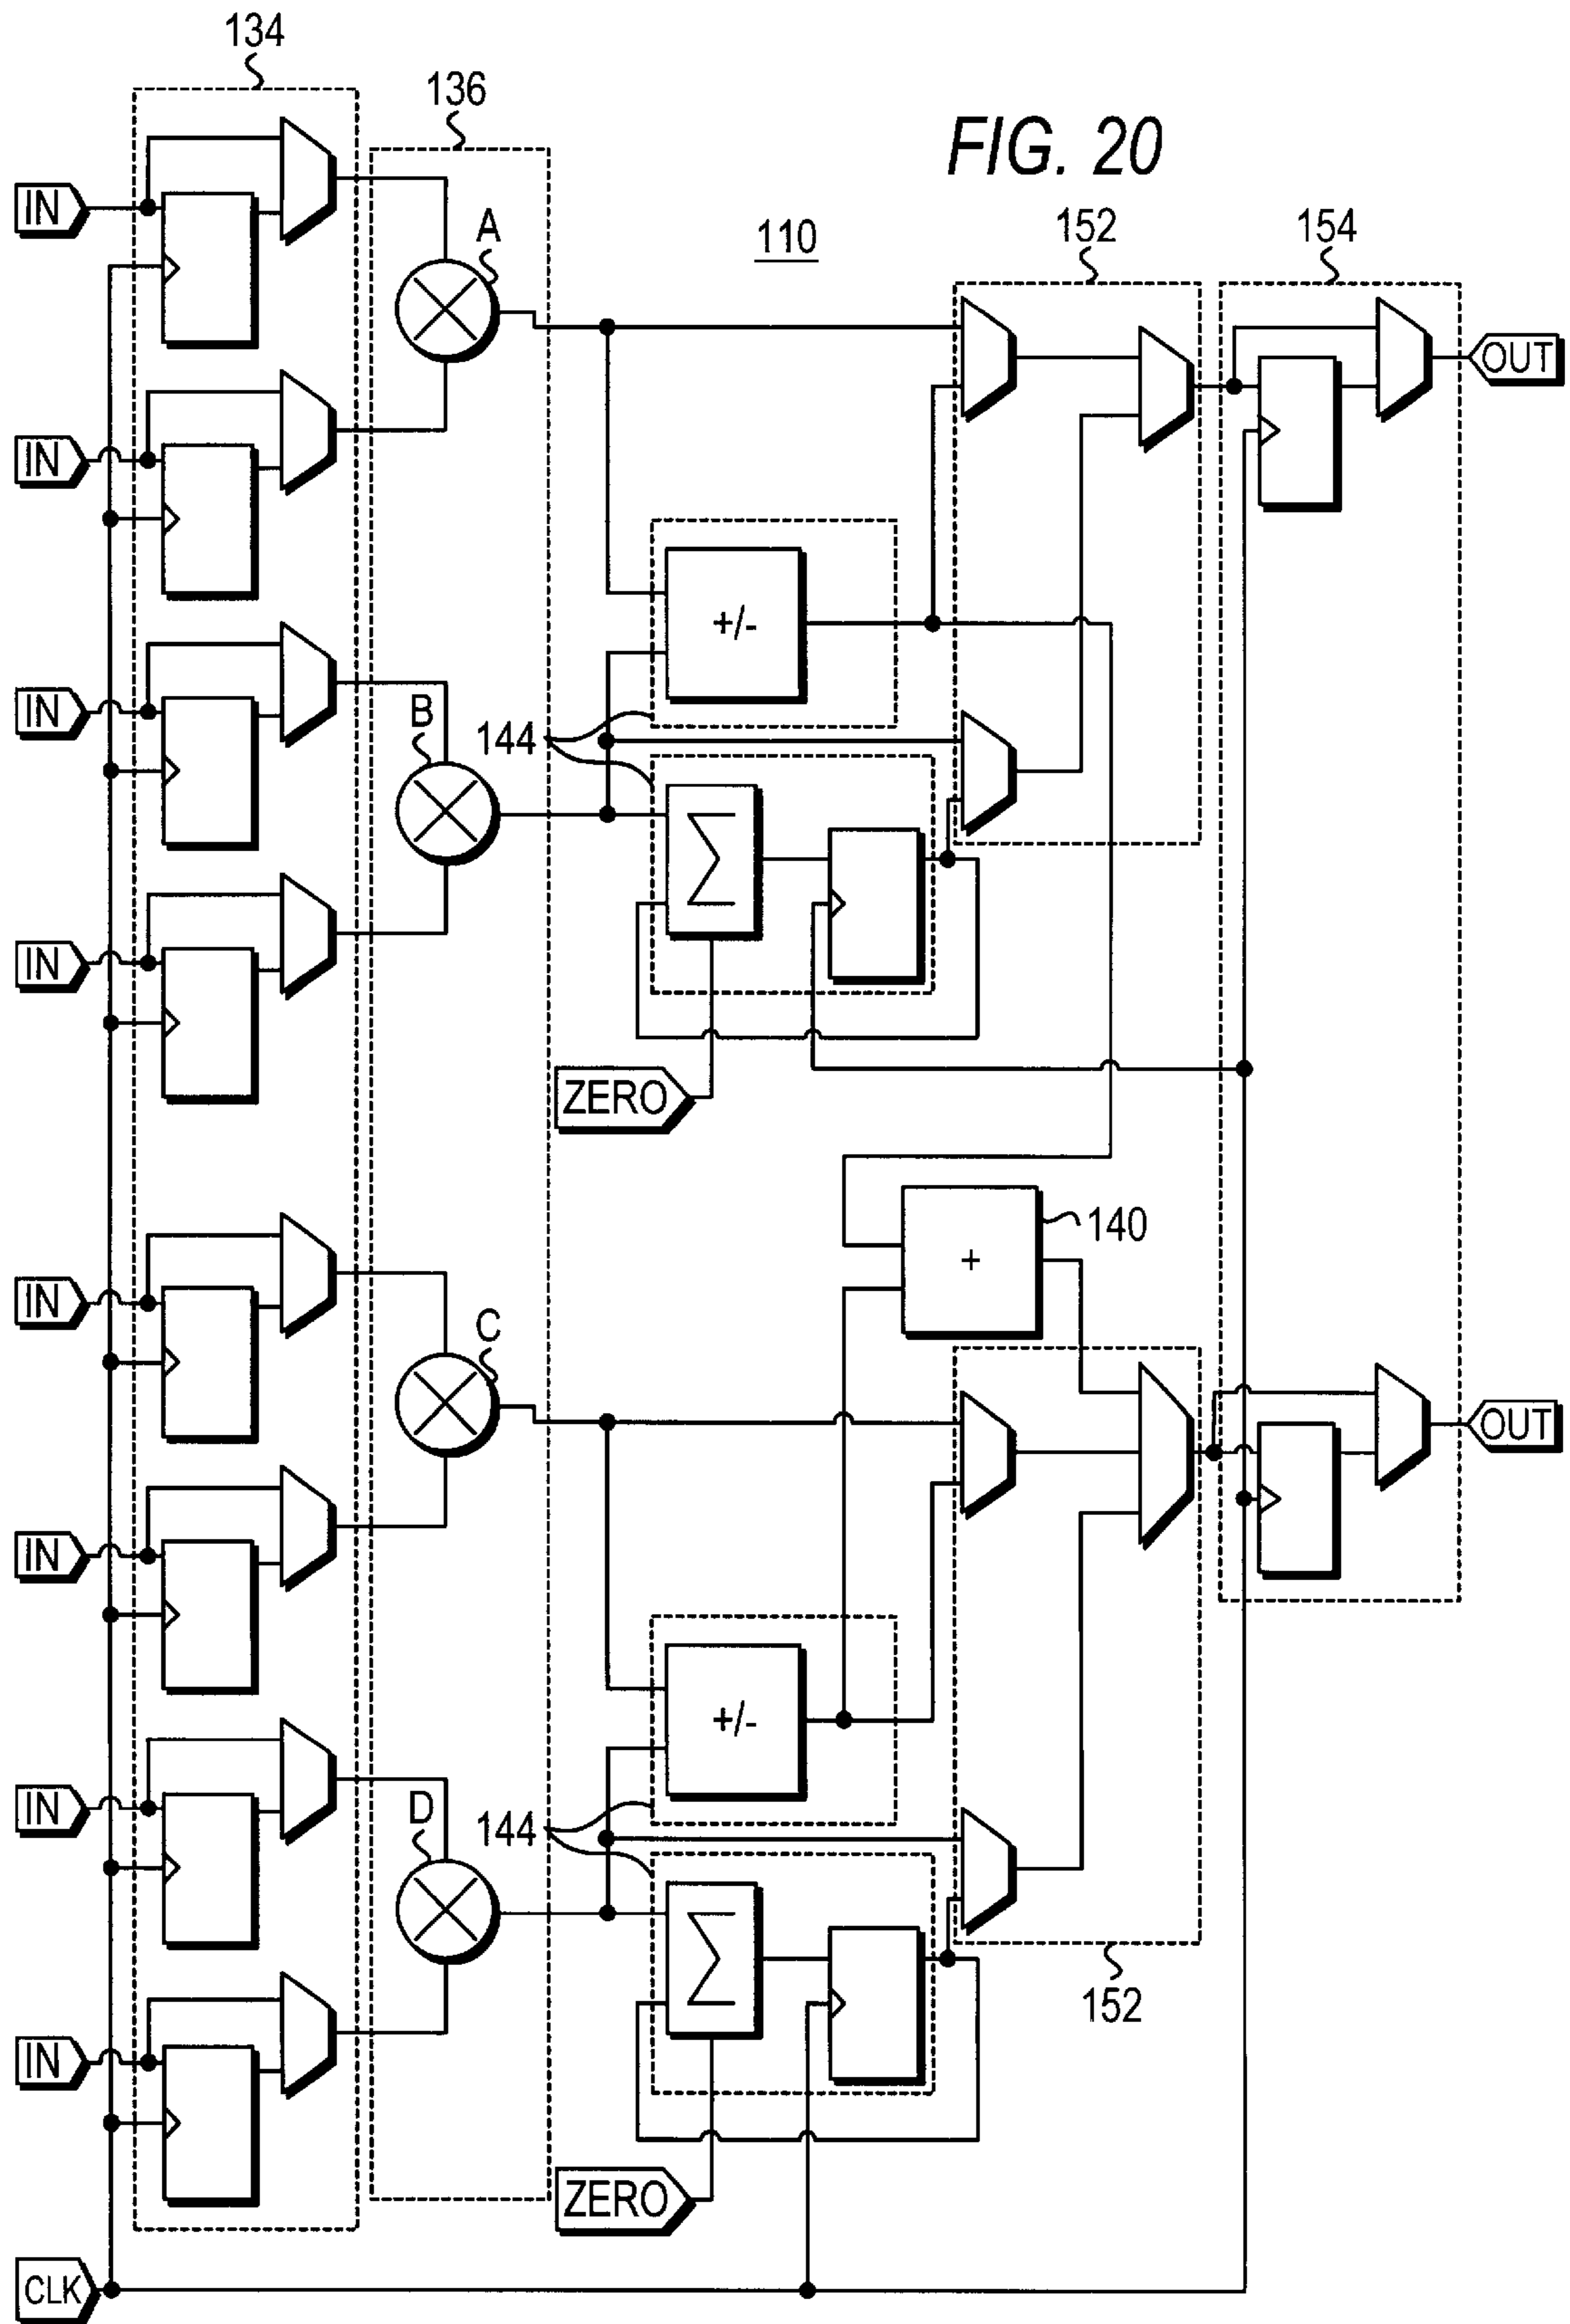 134
136
FIG. 20
IN
A
110
152
154
OUT
IN
+/-
IN
B
144
Σ
IN
ZERO
140
+
IN
C
OUT
IN
+/-
IN
D
144
Σ
152
IN
ZERO
CLK